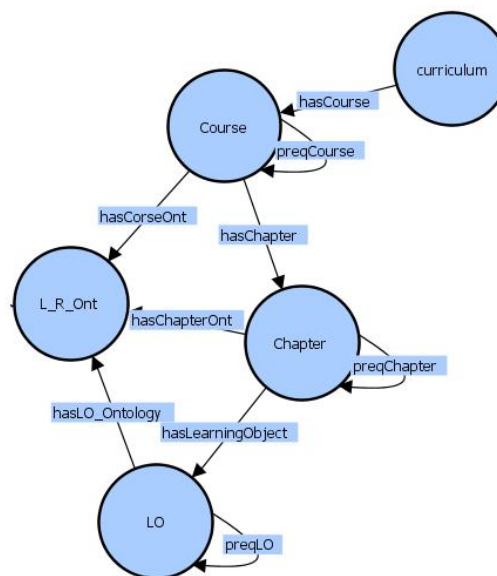 curriculum
hasCourse
Course
preqCourse
hasCorseOnt
hasChapter
L_R_Ont
hasChapterOnt
Chapter
preqChapter
hasLO_Ontology
hasLearningObject
LO
preqLO